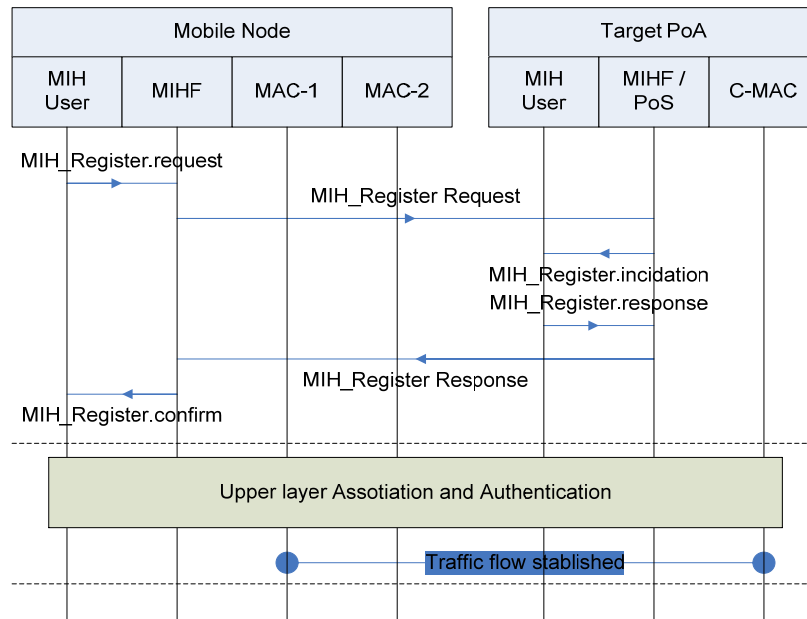 Mobile Node
Target PoA
MIH
User
MIHF
MAC-1
MAC-2
MIH
User
MIHF /
PoS
C-MAC
MIH_Register.request
MIH_Register Request
MIH_Register.incidation
MIH_Register.response
MIH_Register Response
MIH_Register.confirm
Upper layer Assotiation and Authentication
Traffic flow stablished